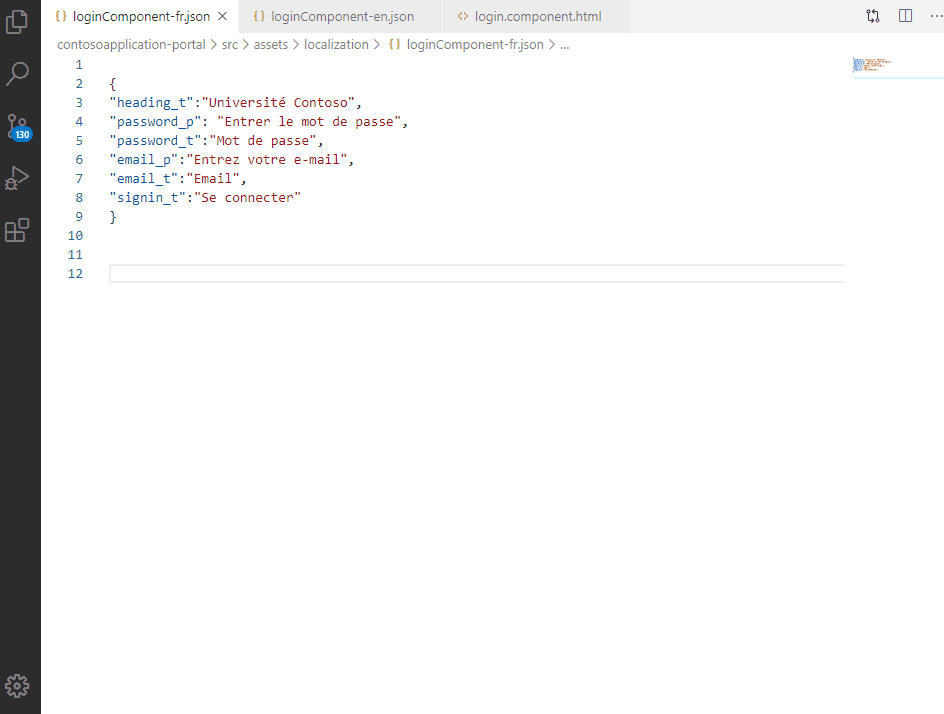 loginComponent-fr.json
loginComponent-en.json
login.component.html
contosoapplication-portal > src > assets > localization > {} loginComponent-fr.json > ...
1
2 {
3 "heading_t":"Université Contoso",
4 "password_p": "Entrer le mot de passe",
5 "password_t":"Mot de passe",
6 "email_p":"Entrez votre e-mail",
7 "email_t":"Email",
8 "signin_t":"Se connecter"
9 }
10
11
12
130